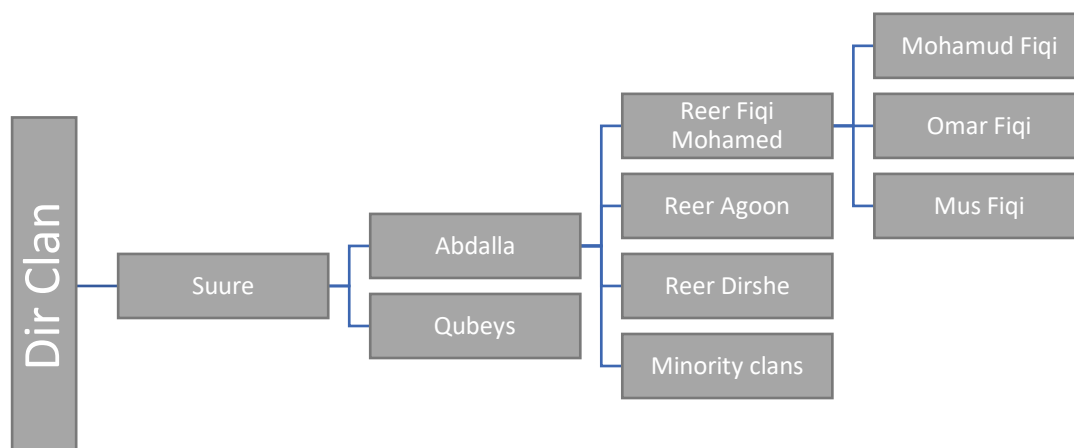 Dir Clan
Suure
Abdalla
Qubeys
Reer Fiqi
Mohamed
Reer Agoon
Reer Dirshe
Minority clans
Mohamud Fiqi
Omar Fiqi
Mus Fiqi